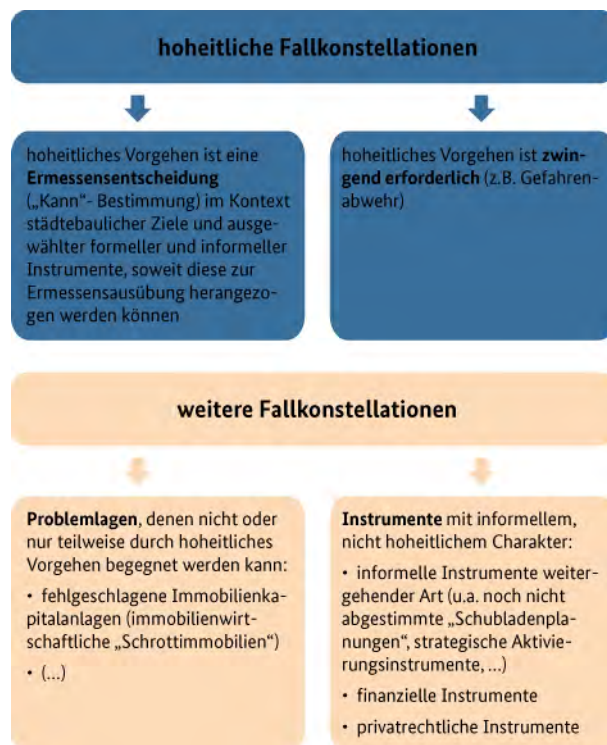 hoheitliche Fallkonstellationen
hoheitliches Vorgehen ist eine
Ermessensentscheidung
(„Kann“- Bestimmung) im Kontext
städtebaulicher Ziele und ausge-
wählter formeller und informeller
Instrumente, soweit diese zur
Ermessensausübung herangezo-
gen werden können
hoheitliches Vorgehen ist zwin-
gend erforderlich (z.B. Gefahren-
abwehr)
weitere Fallkonstellationen
Problemlagen, denen nicht oder
nur teilweise durch hoheitliches
Vorgehen begegnet werden kann:
• fehlgeschlagene Immobilienka-
pitalanlagen (immobilienwirt-
schaftliche „Schrottimmobilien“)
• (...)
Instrumente mit informellem,
nicht hoheitlichem Charakter:
• informelle Instrumente weiter-
gehender Art (u.a. noch nicht
abgestimmte „Schubladenpla-
nungen“, strategische Aktivie-
rungsinstrumente, ...)
• finanzielle Instrumente
• privatrechtliche Instrumente